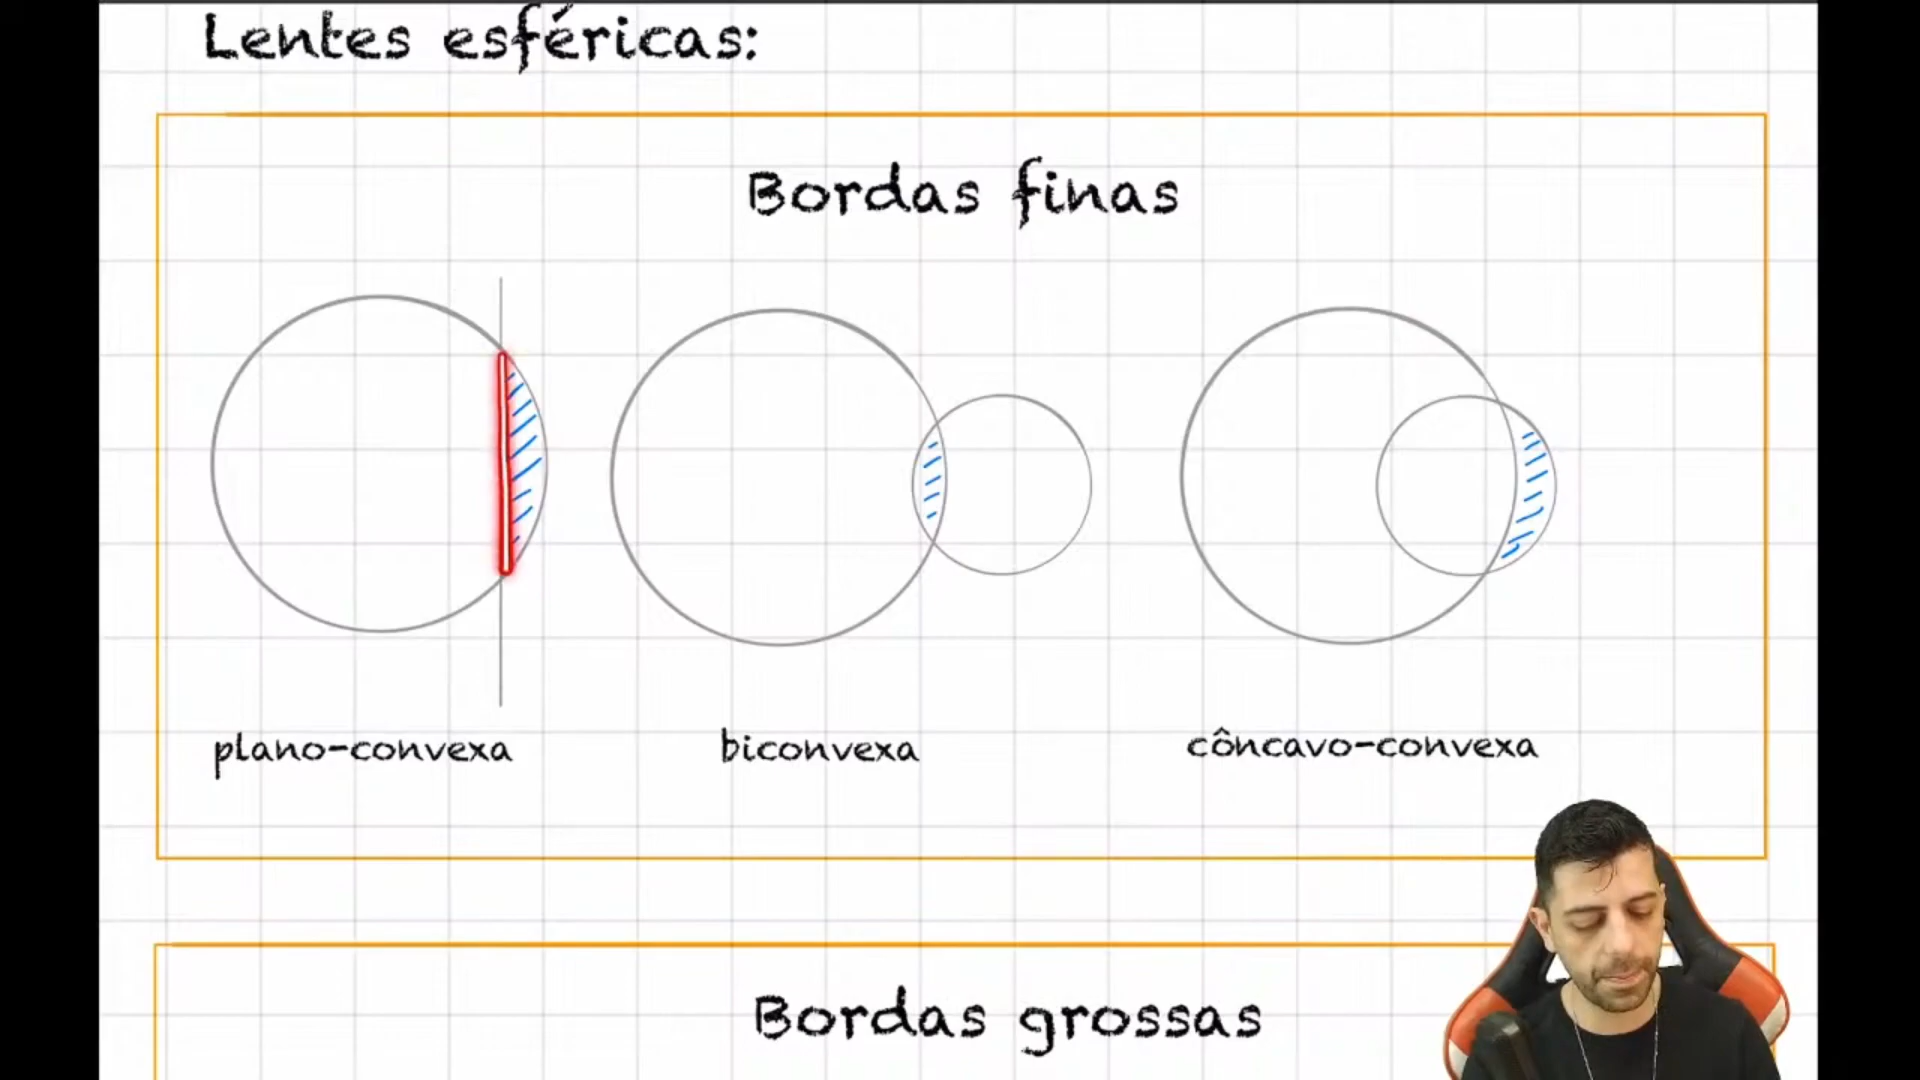 Lentes esféricas:
Bordas finas
plano-convexa
biconvexa
côncavo-convexa
Bordas grossas